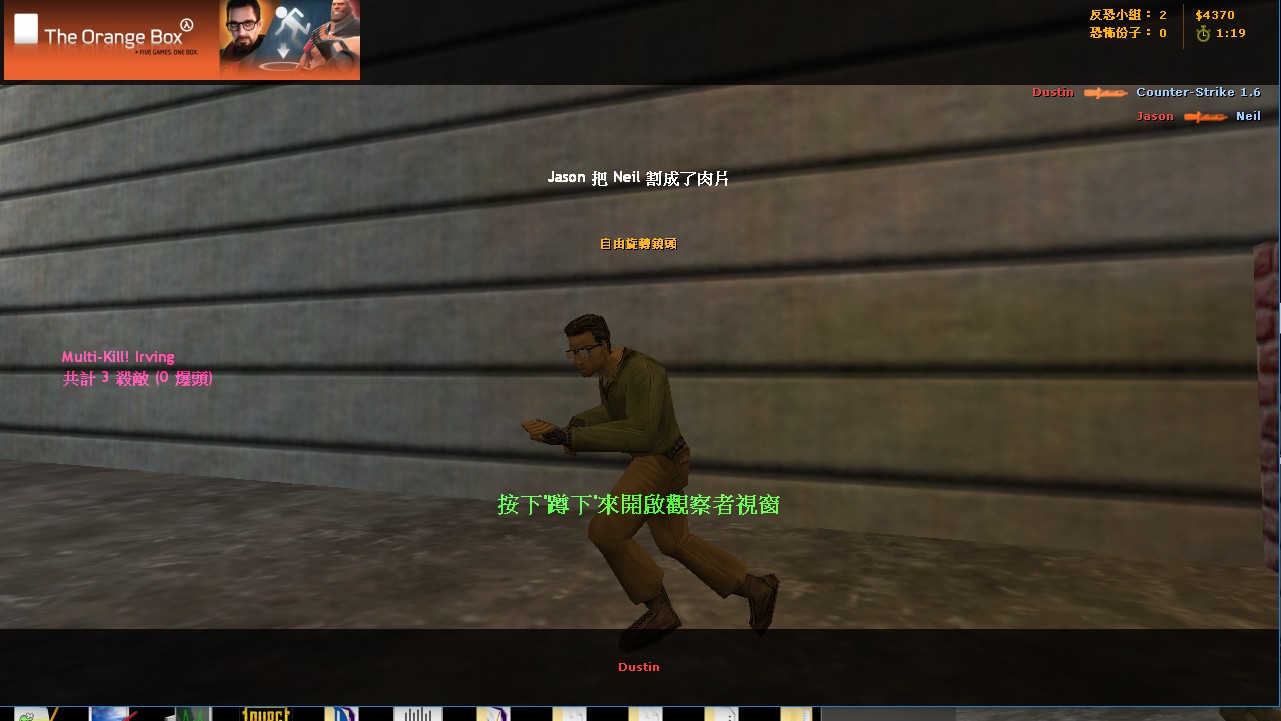 The Orange Box
+ FIVE GAMES. ONE BOX.
反恐小組： 2
恐怖份子： 0
$4370
1:19
Dustin Counter-Strike 1.6
Jason Neil
Jason 把 Neil 割成了肉片
自由旋轉鏡頭
Multi-Kill! Irving
共計 3 殺敵 (0 爆頭)
按下"蹲下"來開啟觀察者視窗
Dustin